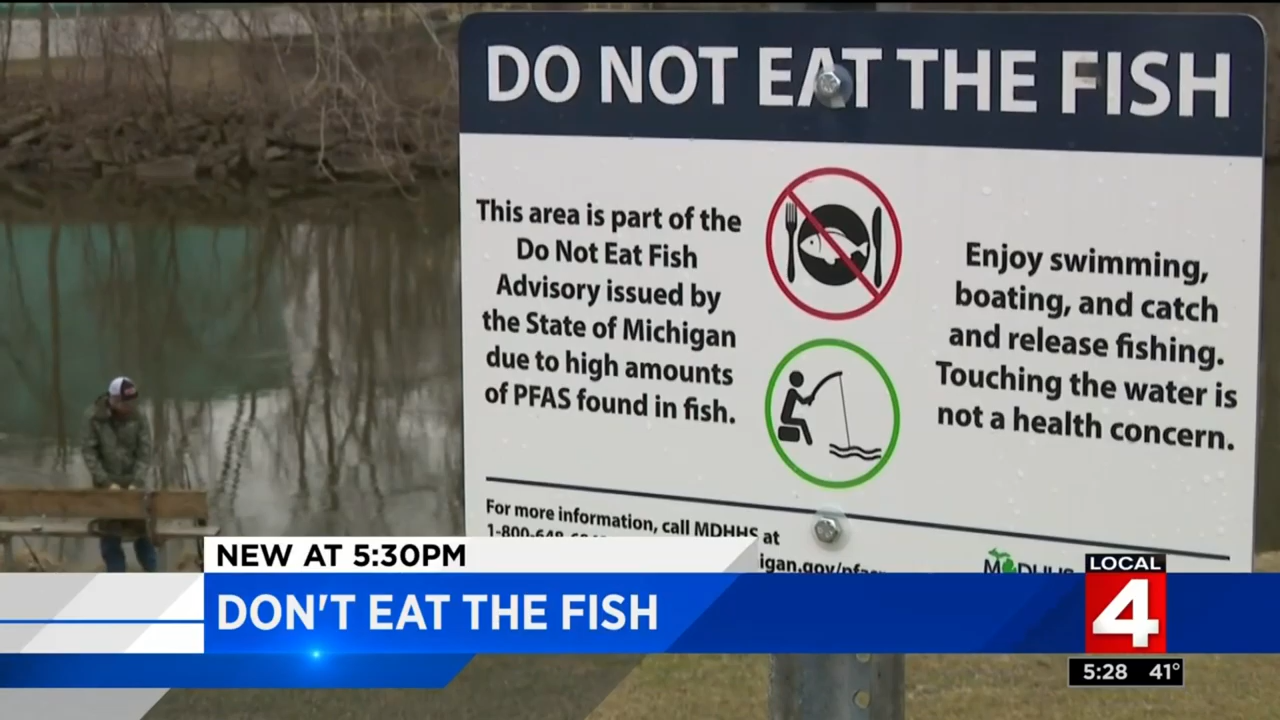 DO NOT EAT THE FISH
This area is part of the
Do Not Eat Fish
Advisory issued by
the State of Michigan
due to high amounts
of PFAS found in fish.
Enjoy swimming,
boating, and catch
and release fishing.
Touching the water is
not a health concern.
For more information, call MDHHS at
NEW AT 5:30PM
DON'T EAT THE FISH
LOCAL
4
5:28 41°